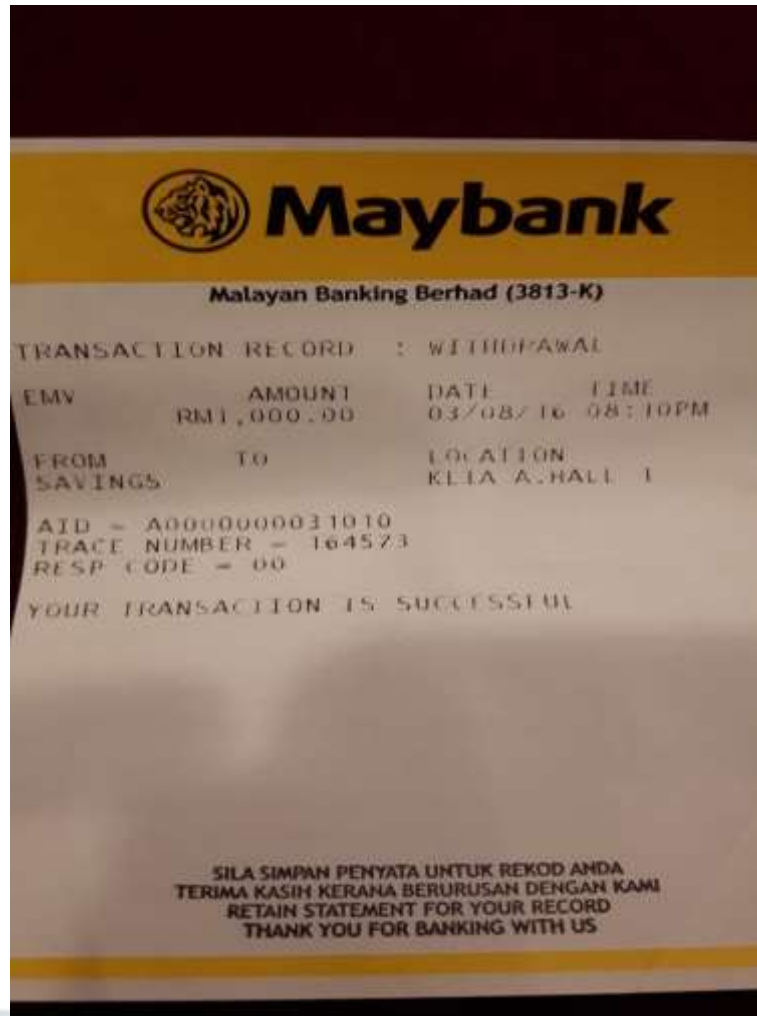 Maybank
Malayan Banking Berhad (3813-K)
TRANSACTION RECORD : WITHDRAWAL
EMV AMOUNT DATE TIME
RM1,000.00 03/08/16 08:10PM
FROM TO LOCATION
SAVINGS KLIA A.HALL 1
AID = A0000000031010
TRACE NUMBER = 164573
RESP CODE = 00
YOUR TRANSACTION IS SUCCESSFUL
SILA SIMPAN PENYATA UNTUK REKOD ANDA
TERIMA KASIH KERANA BERURUSAN DENGAN KAMI
RETAIN STATEMENT FOR YOUR RECORD
THANK YOU FOR BANKING WITH US